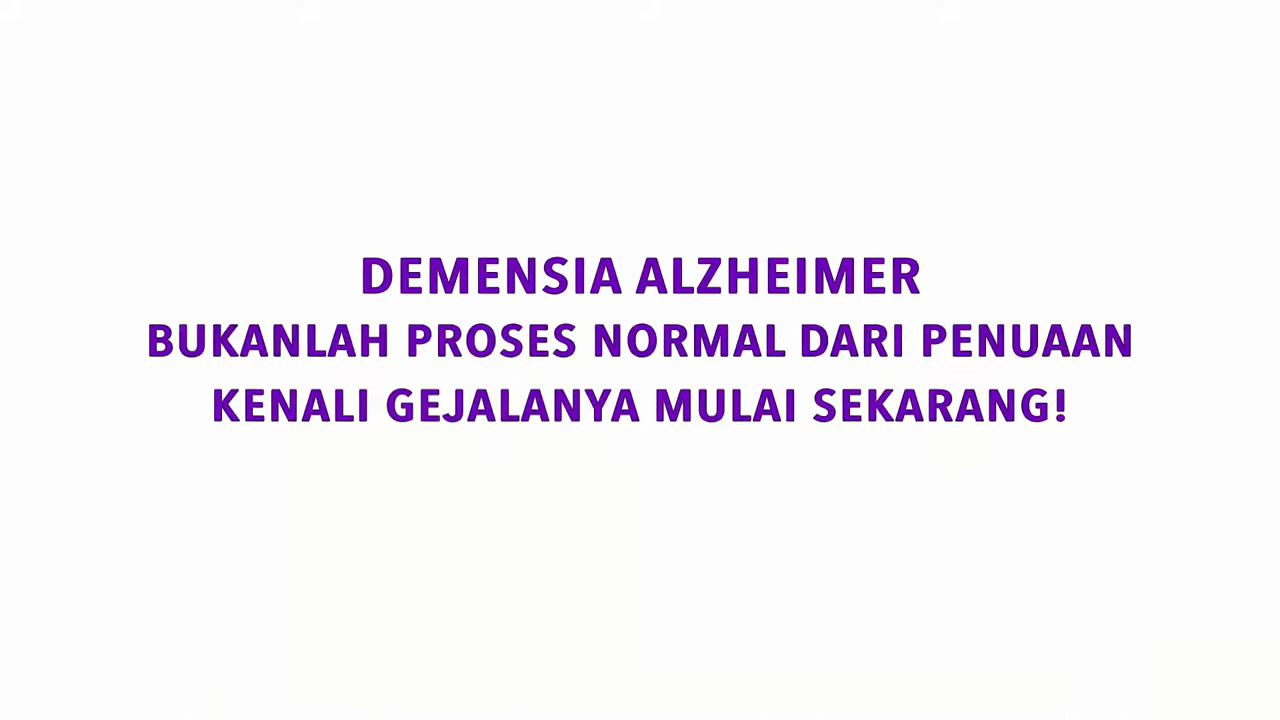 DEMENSIA ALZHEIMER
BUKANLAH PROSES NORMAL DARI PENUAAN
KENALI GEJALANYA MULAI SEKARANG!